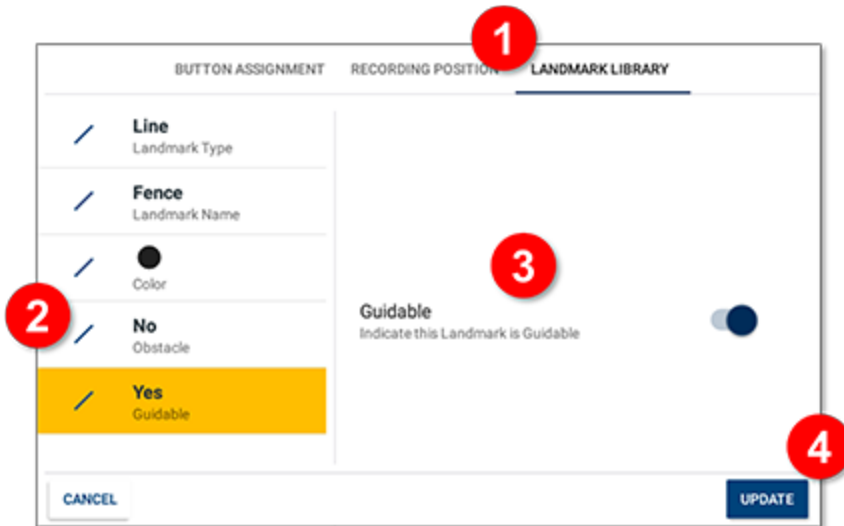 1
BUTTON ASSIGNMENT RECORDING POSITION LANDMARK LIBRARY
Line
Landmark Type
Fence
Landmark Name
Color
2
No
Obstacle
Yes
Guidable
3
Guidable
Indicate this Landmark is Guidable
4
CANCEL UPDATE